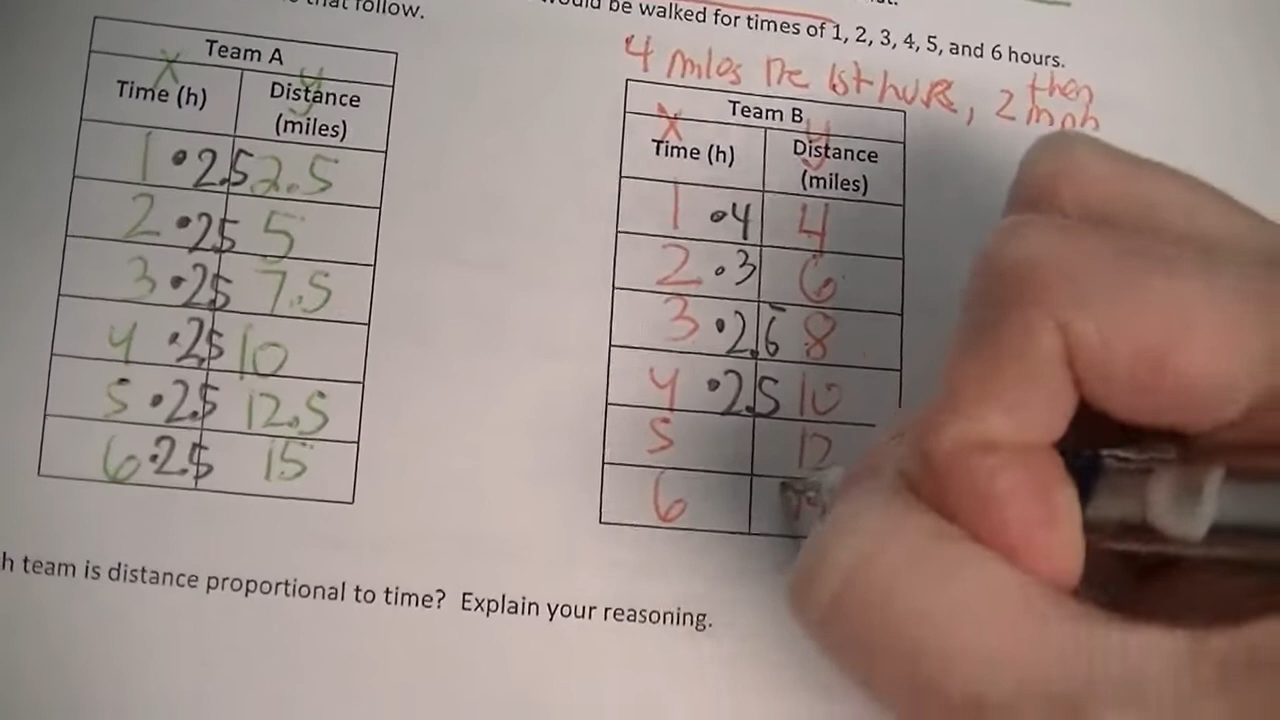 that follow.
be walked for times of 1, 2, 3, 4, 5, and 6 hours.
4 miles the 1st hour, then
2 mph
Team A
x y
Time (h) Distance (miles)
1 •2.5 2.5
2 •2.5 5
3 •2.5 7.5
4 •2.5 10
5 •2.5 12.5
6 •2.5 15
Team B
x y
Time (h) Distance (miles)
1 •4 4
2 •3 6
3 •2.6̅ 8
4 •2.5 10
5 12
6
team is distance proportional to time? Explain your reasoning.